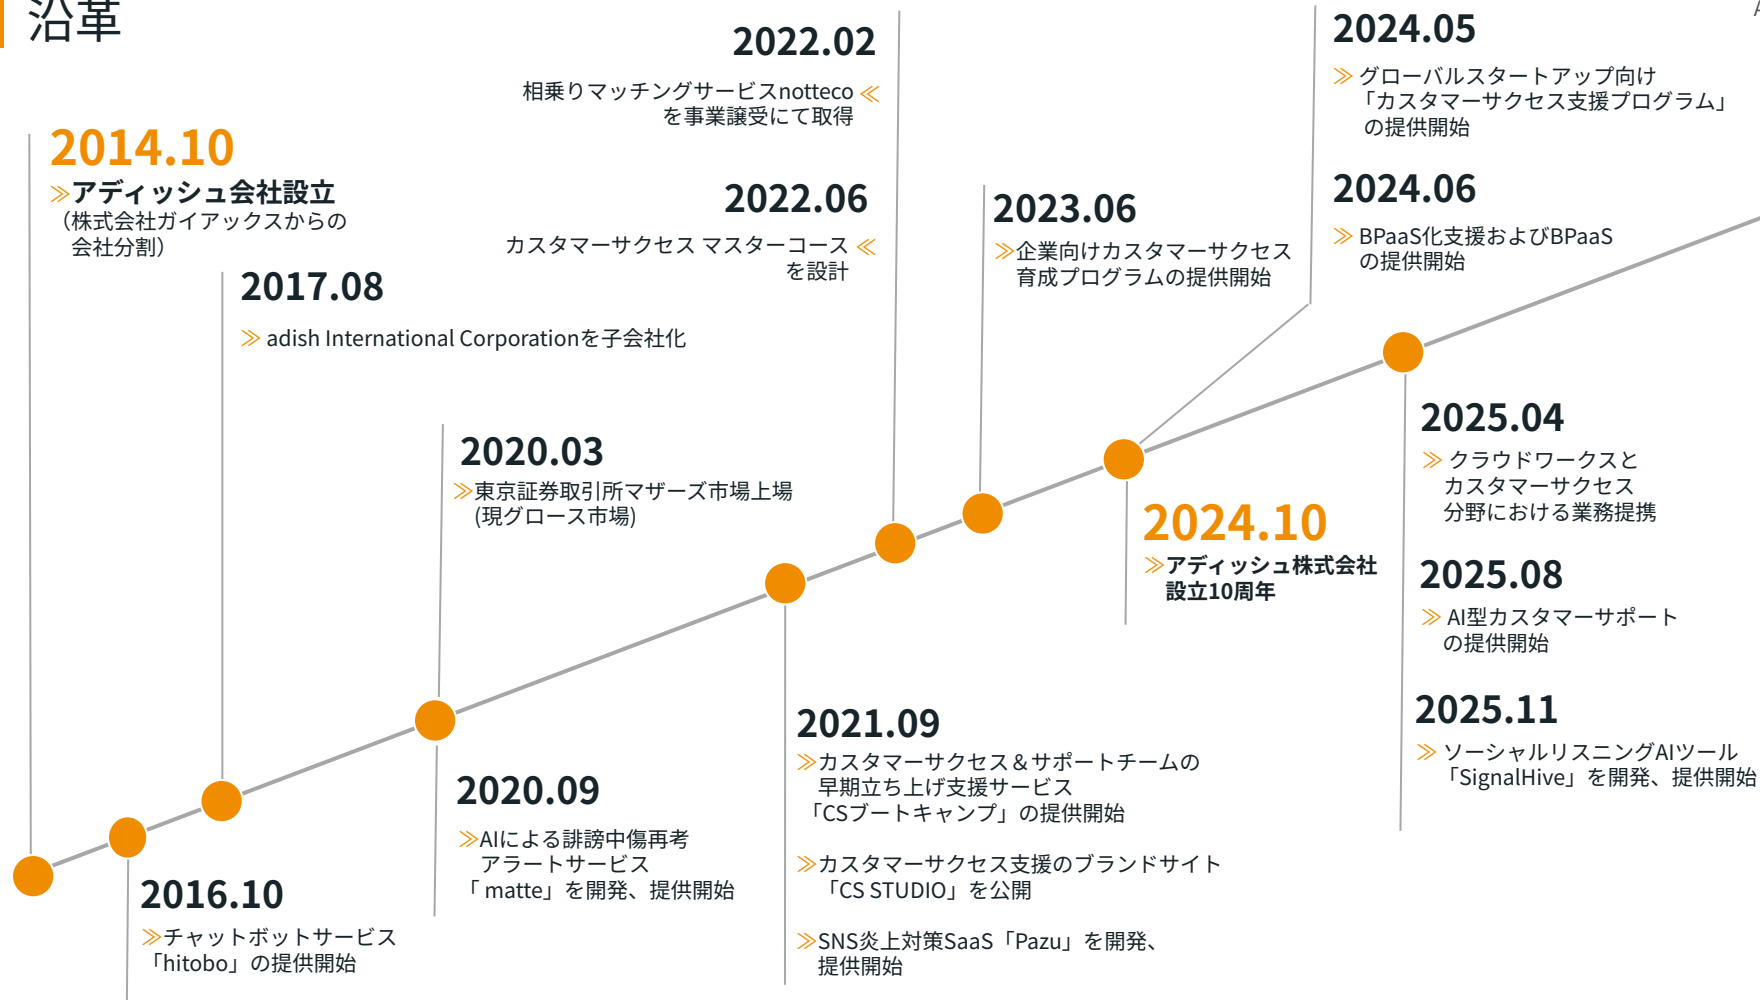 沿革
2014.10
≫アディッシュ会社設立
（株式会社ガイアックスからの
会社分割）
2016.10
≫チャットボットサービス
「hitobo」の提供開始
2017.08
≫ adish International Corporationを子会社化
2020.03
≫東京証券取引所マザーズ市場上場
(現グロース市場)
2020.09
≫AIによる誹謗中傷再考
アラートサービス
「 matte」を開発、提供開始
2021.09
≫カスタマーサクセス＆サポートチームの
早期立ち上げ支援サービス
「CSブートキャンプ」の提供開始
≫カスタマーサクセス支援のブランドサイト
「CS STUDIO」を公開
≫SNS炎上対策SaaS「Pazu」を開発、
提供開始
2022.02
相乗りマッチングサービスnotteco ≪
を事業譲受にて取得
2022.06
カスタマーサクセス マスターコース ≪
を設計
2023.06
≫企業向けカスタマーサクセス
育成プログラムの提供開始
2024.05
≫ グローバルスタートアップ向け
「カスタマーサクセス支援プログラム」
の提供開始
2024.06
≫ BPaaS化支援およびBPaaS
の提供開始
2024.10
≫アディッシュ株式会社
設立10周年
2025.04
≫ クラウドワークスと
カスタマーサクセス
分野における業務提携
2025.08
≫ AI型カスタマーサポート
の提供開始
2025.11
≫ ソーシャルリスニングAIツール
「SignalHive」を開発、提供開始